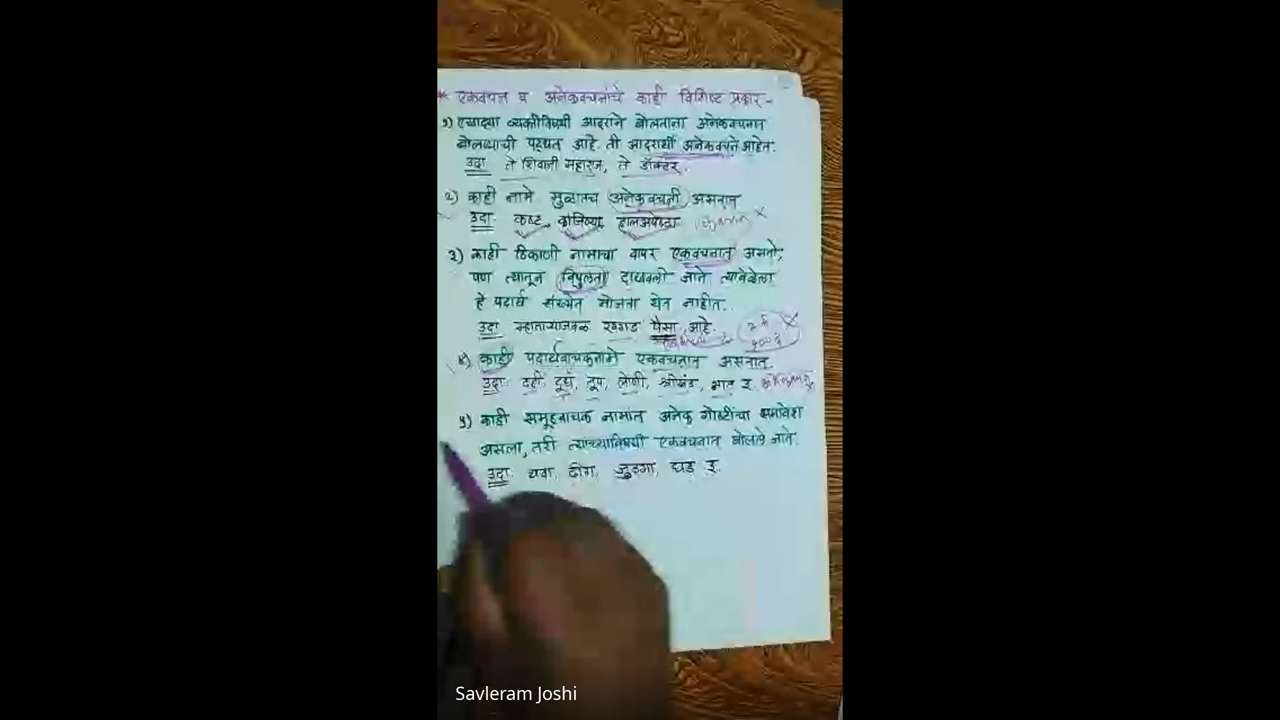 * एकवचन व अनेकवचनाचे काही विशिष्ट प्रकार -
१) एखाद्या व्यक्तीविषयी आदराने बोलताना अनेकवचनात
बोलण्याची पद्धत आहे. ती आदरार्थी अनेकवचने आहेत.
उदा. ते शिवाजी महाराज, ते डॉक्टर.
२) काही नामे मुळातच अनेकवचनी असतात
उदा. कष्ट, हालअपेष्टा
३) काही ठिकाणी नामाचा वापर एकवचनात असतो,
पण त्यातून विपुलता दाखवली जाते त्यावेळेला
हे पदार्थ संख्येत मोजता येत नाहीत.
उदा. म्हाताऱ्याजवळ रग्गड पैसा आहे.
४) काही पदार्थवाचकनामे एकवचनात असतात.
उदा. दही, दूध, तूप, लोणी, श्रीखंड, भात इ.
५) काही समूहवाचक नामांत अनेक गोष्टींचा समावेश
असला, तरी त्यांच्याविषयी एकवचनात बोलले जाते.
उदा. थवा, ढीग, जुडगा, घड इ.
Savleram Joshi